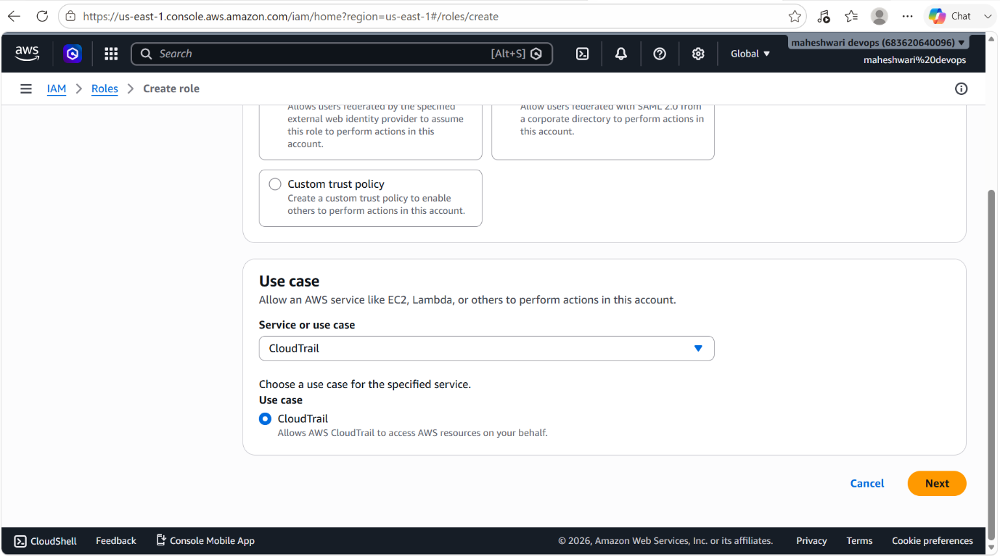 https://us-east-1.console.aws.amazon.com/iam/home?region=us-east-1#/roles/create
Chat
aws
Search
[Alt+S]
Global
maheshwari devops (683620640096)
maheshwari%20devops
IAM
Roles
Create role
Allows users federated by the specified
external web identity provider to assume
this role to perform actions in this
account.
Allow users federated with SAML 2.0 from
a corporate directory to perform actions in
this account.
Custom trust policy
Create a custom trust policy to enable
others to perform actions in this account.
Use case
Allow an AWS service like EC2, Lambda, or others to perform actions in this account.
Service or use case
CloudTrail
Choose a use case for the specified service.
Use case
CloudTrail
Allows AWS CloudTrail to access AWS resources on your behalf.
Cancel
Next
CloudShell
Feedback
Console Mobile App
© 2026, Amazon Web Services, Inc. or its affiliates.
Privacy
Terms
Cookie preferences